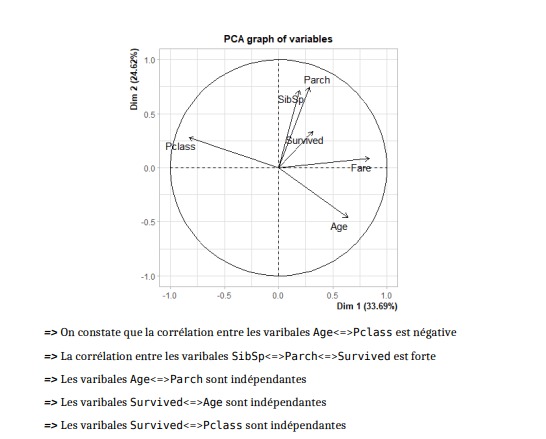 PCA graph of variables
Dim 2 (24.62%)
1.0
0.5
0.0
-0.5
-1.0
Parch
SibSp
Survived
Pclass
Fare
Age
-1.0 -0.5 0.0 0.5 1.0
Dim 1 (33.69%)
=> On constate que la corrélation entre les varibales Age<=>Pclass est négative
=> La corrélation entre les varibales SibSp<=>Parch<=>Survived est forte
=> Les varibales Age<=>Parch sont indépendantes
=> Les varibales Survived<=>Age sont indépendantes
=> Les varibales Survived<=>Pclass sont indépendantes